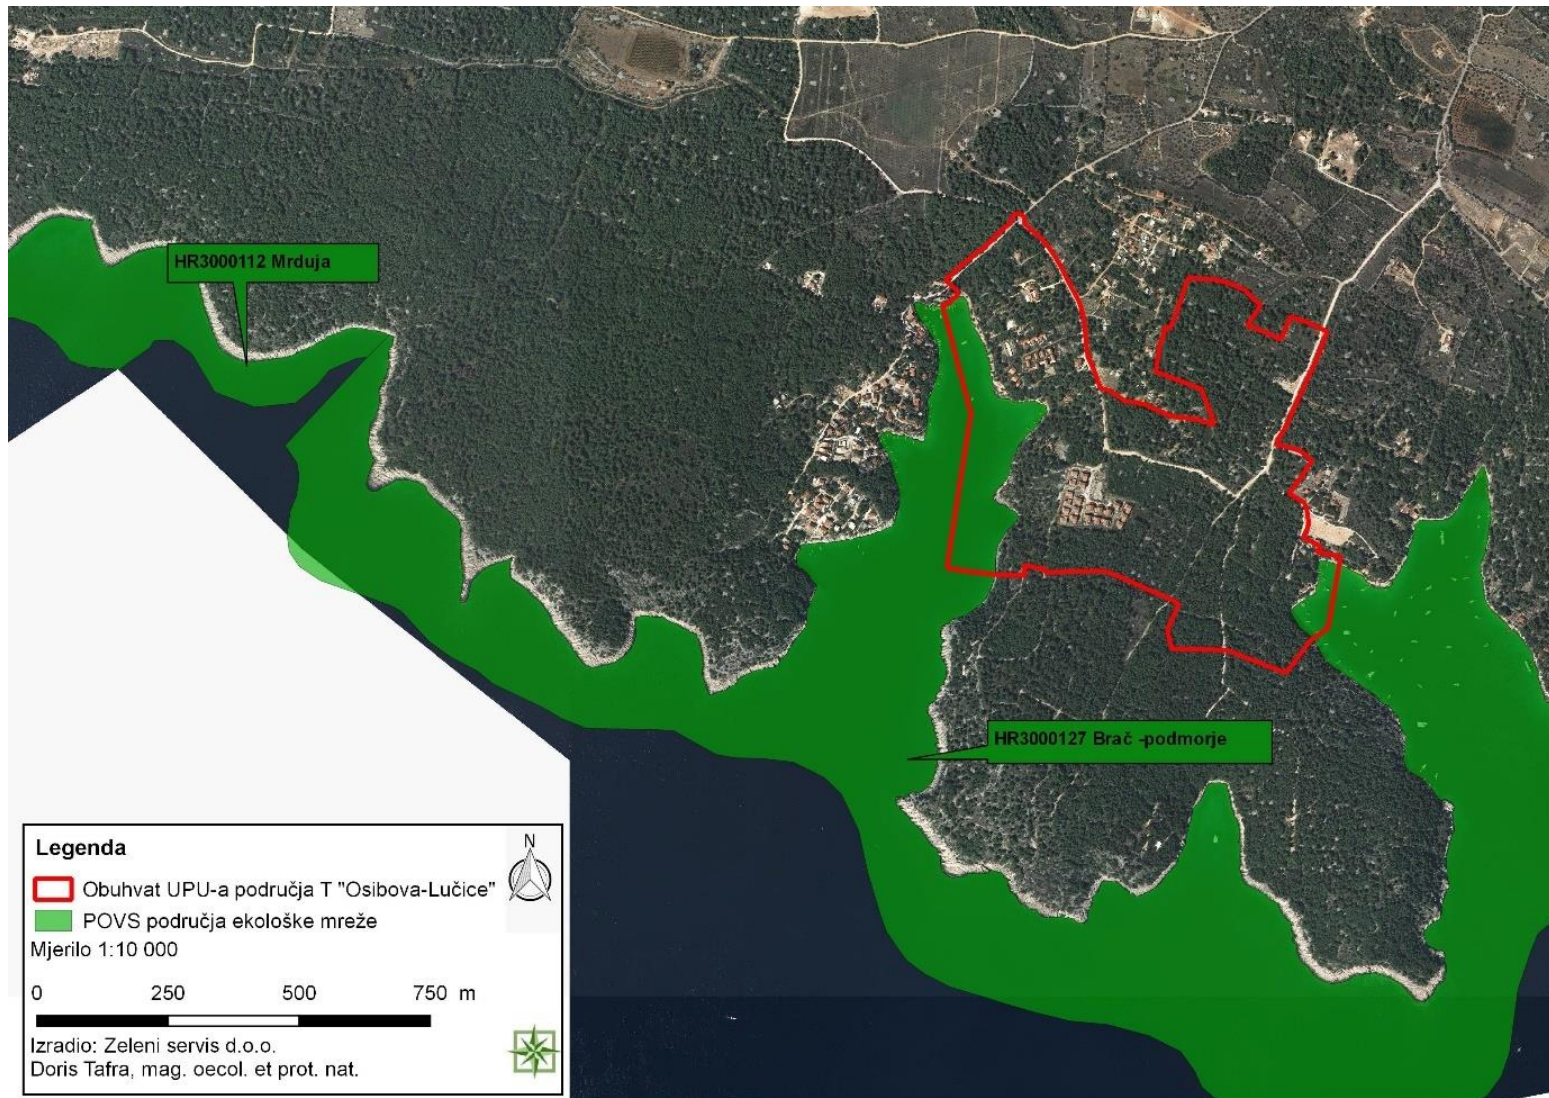 HR3000112 Mrduja
HR3000127 Brač -podmorje
Legenda
N
Obuhvat UPU-a područja T "Osibova-Lučice"
POVS područja ekološke mreže
Mjerilo 1:10 000
0 250 500 750 m
Izradio: Zeleni servis d.o.o.
Doris Tafra, mag. oecol. et prot. nat.